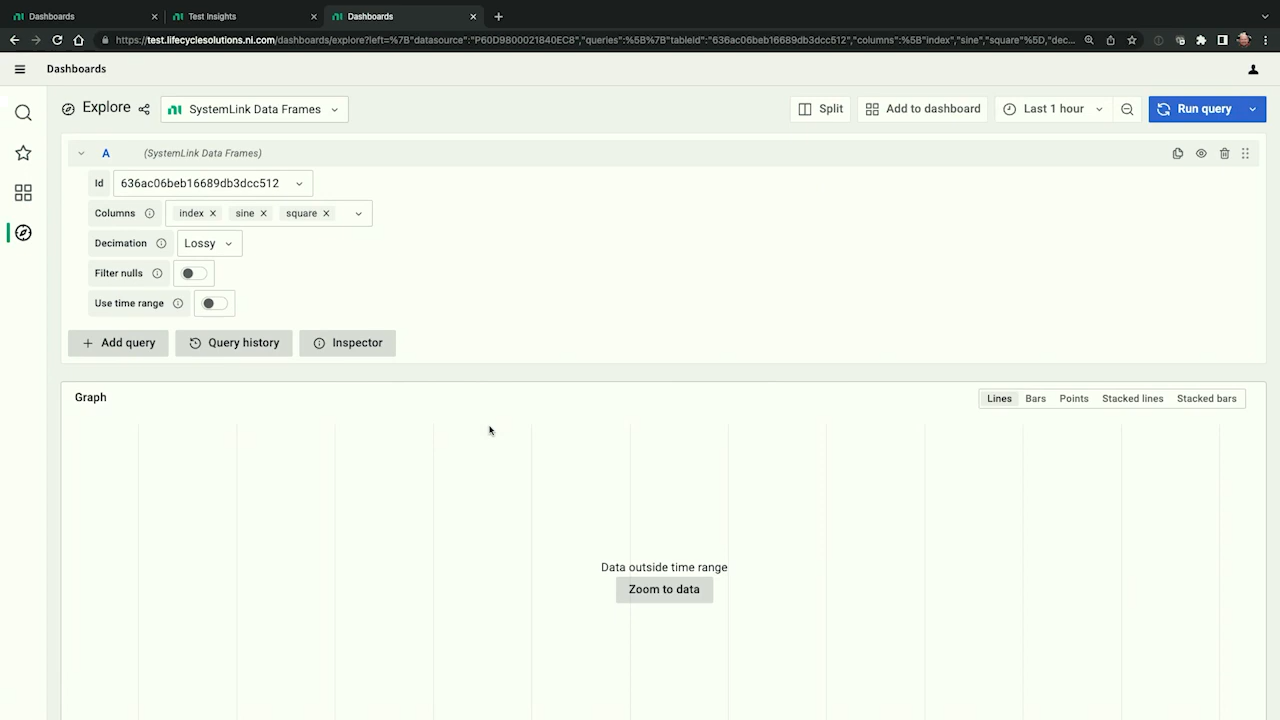 Dashboards
Test Insights
Dashboards
https://test.lifecyclesolutions.ni.com/dashboards/explore?left=%7B"datasource":"P60D9800021840EC8","queries":%5B%7B"tableId":"636ac06beb16689db3dcc512","columns":%5B"index","sine","square"%5D,"dec...
Dashboards
Explore
SystemLink Data Frames
Split
Add to dashboard
Last 1 hour
Run query
A
(SystemLink Data Frames)
Id
636ac06beb16689db3dcc512
Columns
index
sine
square
Decimation
Lossy
Filter nulls
Use time range
Add query
Query history
Inspector
Graph
Lines
Bars
Points
Stacked lines
Stacked bars
Data outside time range
Zoom to data